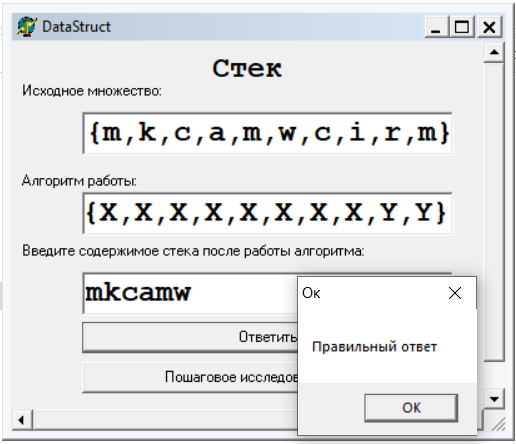 DataStruct
Стек
Исходное множество:
{m,k,c,a,m,w,c,i,r,m}
Алгоритм работы:
{X,X,X,X,X,X,X,X,Y,Y}
Введите содержимое стека после работы алгоритма:
mkcamw
Ок
Правильный ответ
ОК
Ответить
Пошаговое